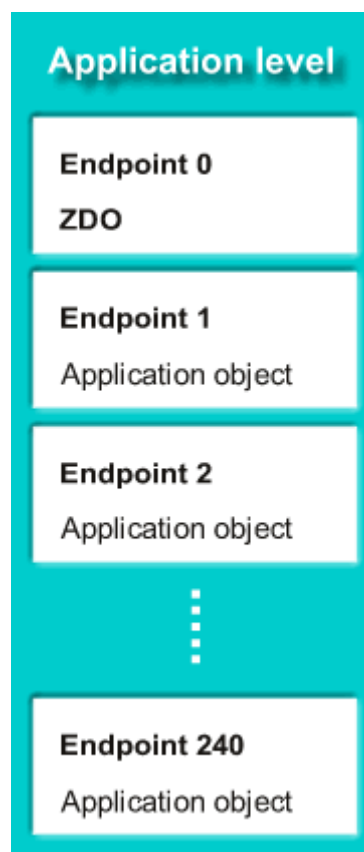 Application level
Endpoint 0
ZDO
Endpoint 1
Application object
Endpoint 2
Application object
Endpoint 240
Application object